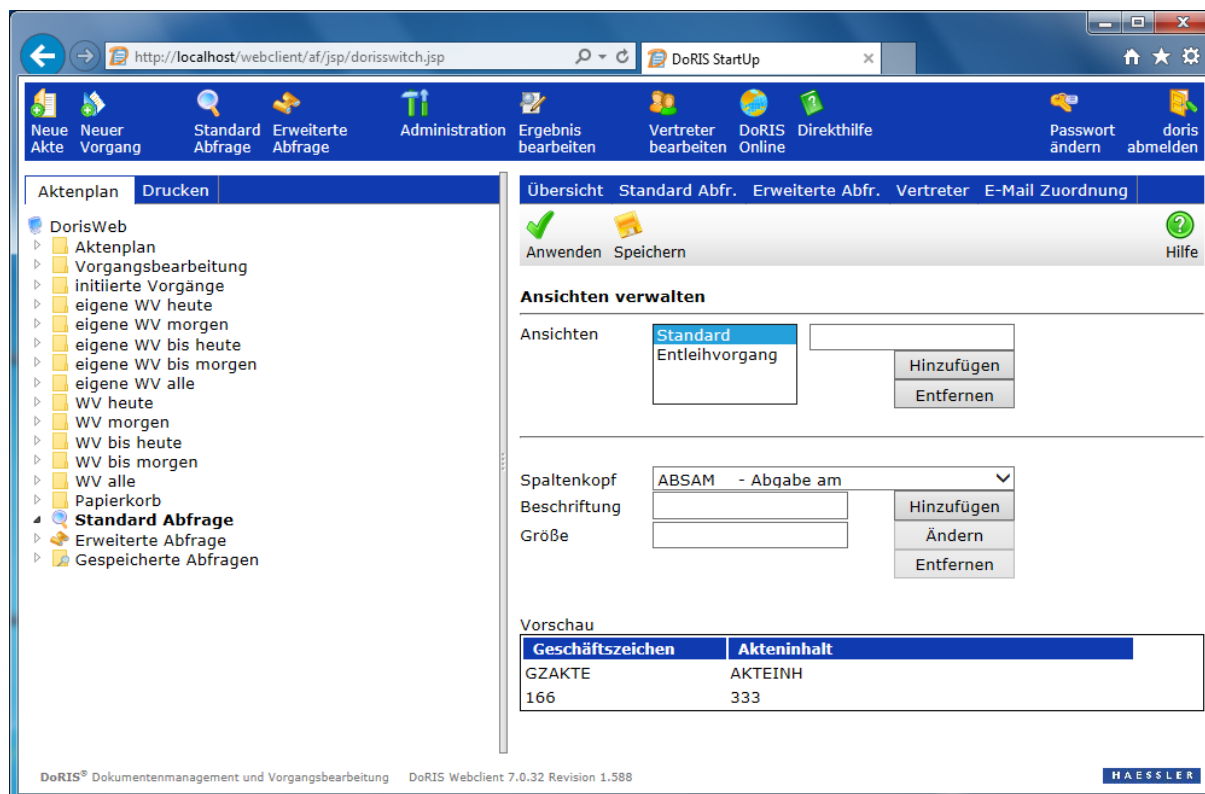 http://localhost/webclient/af/jsp/dorisswitch.jsp
DoRIS StartUp
Neue Akte
Neuer Vorgang
Standard Abfrage
Erweiterte Abfrage
Administration
Ergebnis bearbeiten
Vertreter bearbeiten
DoRIS Online
Direkthilfe
Passwort ändern
doris abmelden
Aktenplan Drucken
DorisWeb
Aktenplan
Vorgangsbearbeitung
initiierte Vorgänge
eigene WV heute
eigene WV morgen
eigene WV bis heute
eigene WV bis morgen
eigene WV alle
WV heute
WV morgen
WV bis heute
WV bis morgen
WV alle
Papierkorb
Standard Abfrage
Erweiterte Abfrage
Gespeicherte Abfragen
Übersicht Standard Abfr. Erweiterte Abfr. Vertreter E-Mail Zuordnung
Anwenden Speichern Hilfe
Ansichten verwalten
Ansichten
Standard
Entleihvorgang
Hinzufügen
Entfernen
Spaltenkopf ABSAM - Abgabe am
Beschriftung Hinzufügen
Größe Ändern
Entfernen
Vorschau
Geschäftszeichen Akteninhalt
GZAKTE AKTEINH
166 333
DoRIS® Dokumentenmanagement und Vorgangsbearbeitung DoRIS Webclient 7.0.32 Revision 1.588
HAESSLER